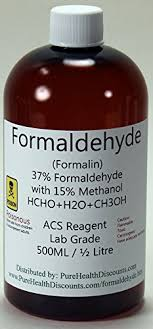 Formaldehyde
(Formalin)
37% Formaldehyde
with 15% Methanol
HCHO+H2O+CH3OH
Poisonous
ACS Reagent
Lab Grade
500ML / ½ Litre
Distributed by: PureHealthDiscounts.com
PureHealthDiscounts.com/formaldehyde.htm